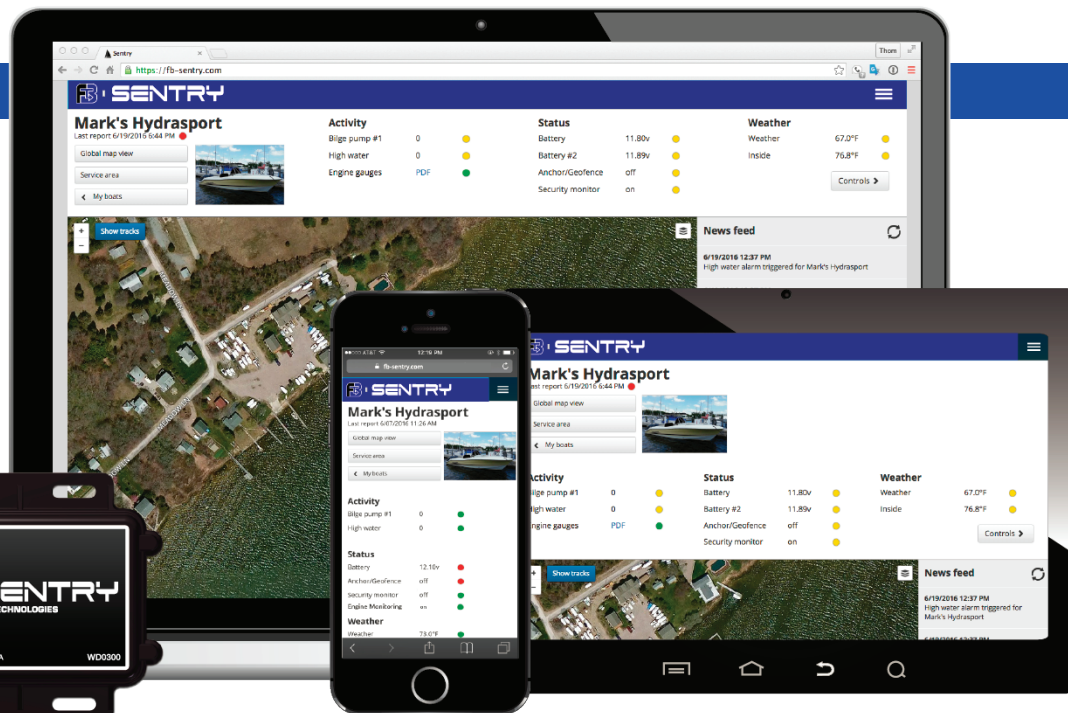 Sentry
Thom
https://fb-sentry.com
FB SENTRY
Mark's Hydrasport
Last report 6/19/2016 6:44 PM
Global map view
Service area
My boats
Activity
Bilge pump #1 0
High water 0
Engine gauges PDF
Status
Battery 11.80v
Battery #2 11.89v
Anchor/Geofence off
Security monitor on
Weather
Weather 67.0°F
Inside 76.8°F
Controls >
+
−
Show tracks
News feed
6/19/2016 12:37 PM
High water alarm triggered for Mark's Hydrasport
AT&T 12:19 PM
fb-sentry.com
FB SENTRY
Mark's Hydrasport
Last report 6/07/2016 11:26 AM
Global map view
Service area
My boats
Activity
Bilge pump #1 0
High water 0
Status
Battery 12.10v
Anchor/Geofence off
Security monitor off
Engine Monitoring on
Weather
Weather 73.0°F
FB SENTRY
Mark's Hydrasport
ast report 6/19/2016 6:44 PM
Global map view
Service area
My boats
Activity
Bilge pump #1 0
High water 0
Engine gauges PDF
Status
Battery 11.80v
Battery #2 11.89v
Anchor/Geofence off
Security monitor on
Weather
Weather 67.0°F
Inside 76.8°F
Controls >
Show tracks
News feed
6/19/2016 12:37 PM
High water alarm triggered for
Mark's Hydrasport
ENTRY
ECHNOLOGIES
A WD0300